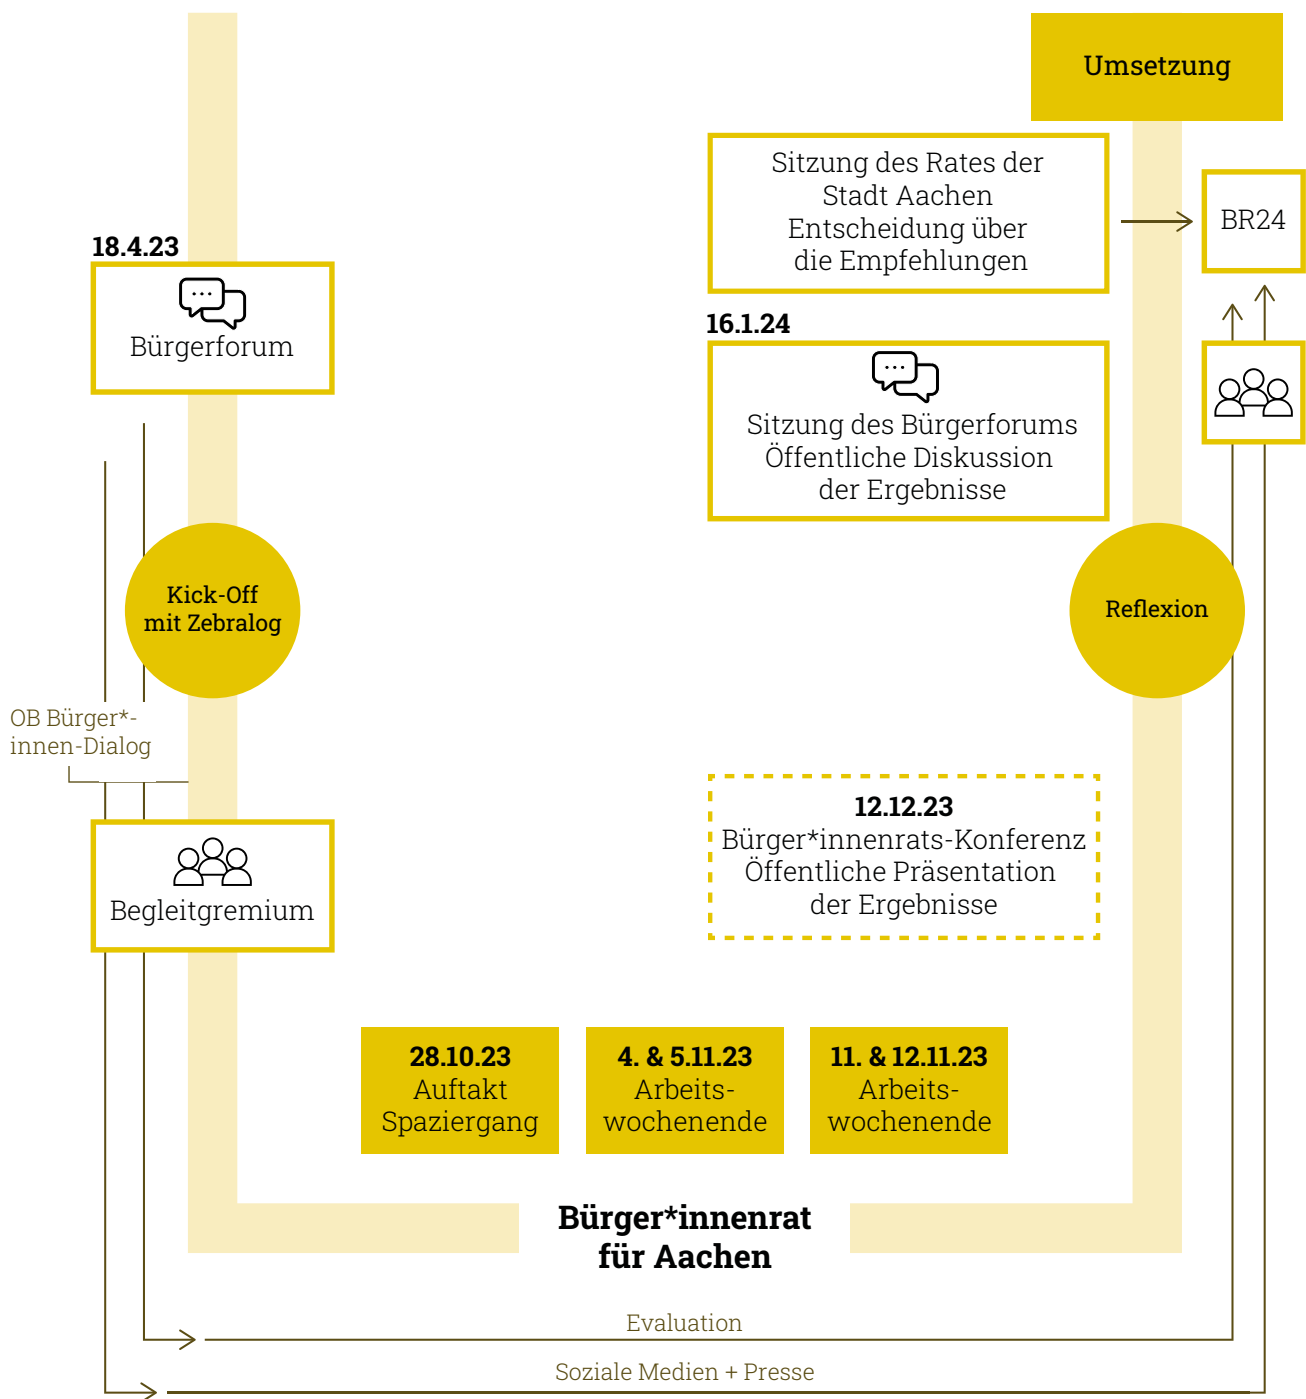 18.4.23
Bürgerforum
Kick-Off
mit Zebralog
OB Bürger*-
innen-Dialog
Begleitgremium
28.10.23
Auftakt
Spaziergang
4. & 5.11.23
Arbeits-
wochenende
11. & 12.11.23
Arbeits-
wochenende
Bürger*innenrat
für Aachen
12.12.23
Bürger*innenrats-Konferenz
Öffentliche Präsentation
der Ergebnisse
Reflexion
16.1.24
Sitzung des Bürgerforums
Öffentliche Diskussion
der Ergebnisse
Sitzung des Rates der
Stadt Aachen
Entscheidung über
die Empfehlungen
BR24
Umsetzung
Evaluation
Soziale Medien + Presse